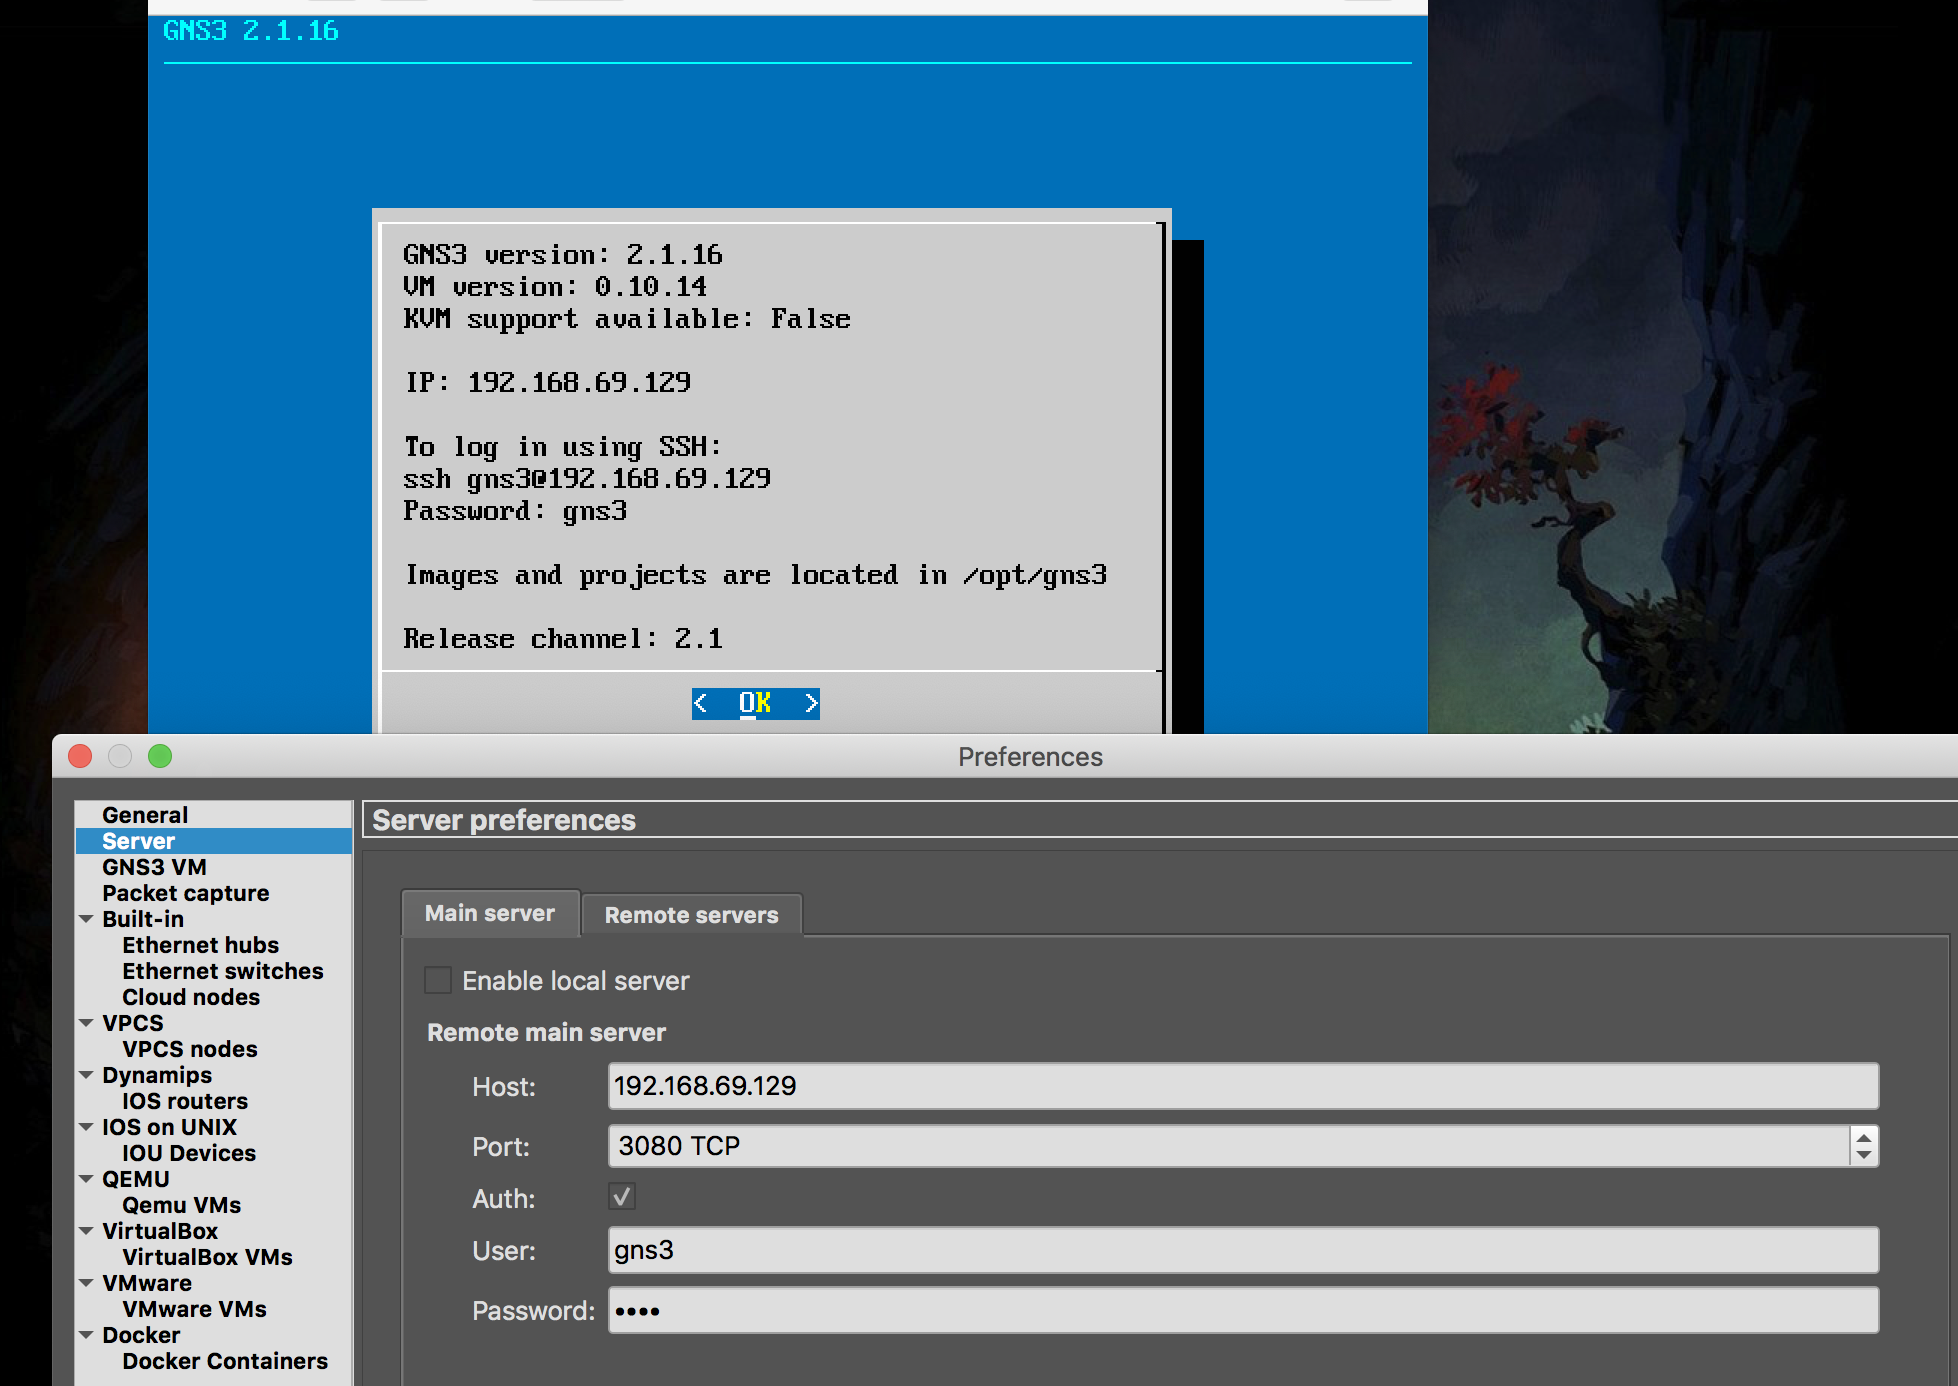 GNS3 2.1.16
GNS3 version: 2.1.16
VM version: 0.10.14
KVM support available: False
IP: 192.168.69.129
To log in using SSH:
ssh gns3@192.168.69.129
Password: gns3
Images and projects are located in /opt/gns3
Release channel: 2.1
< OK >
Preferences
General
Server
GNS3 VM
Packet capture
Built-in
Ethernet hubs
Ethernet switches
Cloud nodes
VPCS
VPCS nodes
Dynamips
IOS routers
IOS on UNIX
IOU Devices
QEMU
Qemu VMs
VirtualBox
VirtualBox VMs
VMware
VMware VMs
Docker
Docker Containers
Server preferences
Main server
Remote servers
Enable local server
Remote main server
Host: 192.168.69.129
Port: 3080 TCP
Auth:
User: gns3
Password: ••••